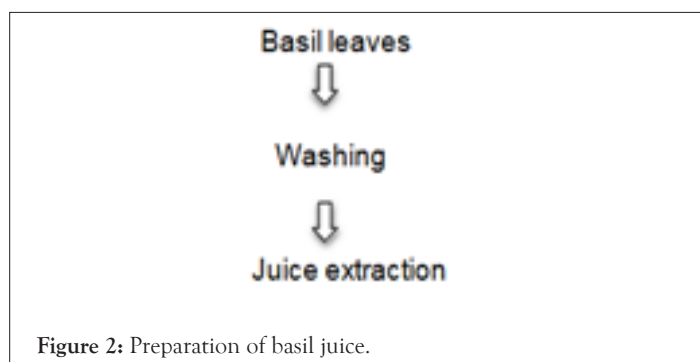 Basil leaves
Washing
Juice extraction
Figure 2: Preparation of basil juice.